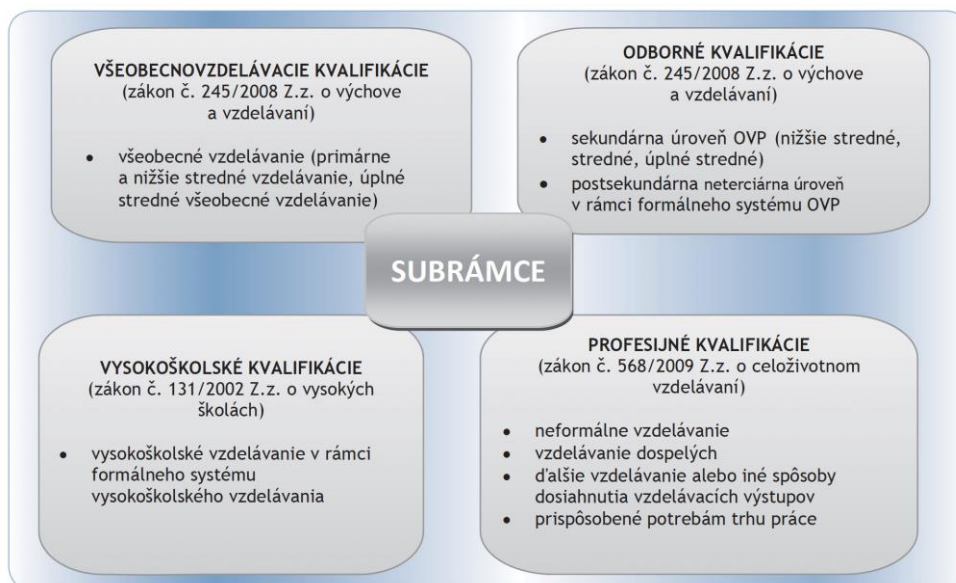 VŠEOBECNOVZDELÁVACIE KVALIFIKÁCIE
(zákon č. 245/2008 Z.z. o výchove
a vzdelávaní)
• všeobecné vzdelávanie (primárne
a nižšie stredné vzdelávanie, úplné
stredné všeobecné vzdelávanie)
ODBORNÉ KVALIFIKÁCIE
(zákon č. 245/2008 Z.z. o výchove
a vzdelávaní)
• sekundárna úroveň OVP (nižšie stredné,
stredné, úplné stredné)
• postsekundárna neterciárna úroveň
v rámci formálneho systému OVP
SUBRÁMCE
VYSOKOŠKOLSKÉ KVALIFIKÁCIE
(zákon č. 131/2002 Z.z. o vysokých
školách)
• vysokoškolské vzdelávanie v rámci
formálneho systému
vysokoškolského vzdelávania
PROFESIJNÉ KVALIFIKÁCIE
(zákon č. 568/2009 Z.z. o celoživotnom
vzdelávaní)
• neformálne vzdelávanie
• vzdelávanie dospelých
• ďalšie vzdelávanie alebo iné spôsoby
dosiahnutia vzdelávacích výstupov
• prispôsobené potrebám trhu práce